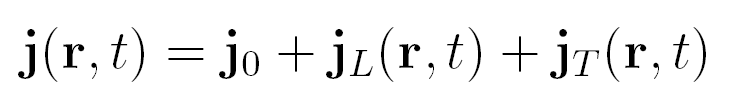 j(r, t) = j₀ + j_L(r, t) + j_T(r, t)